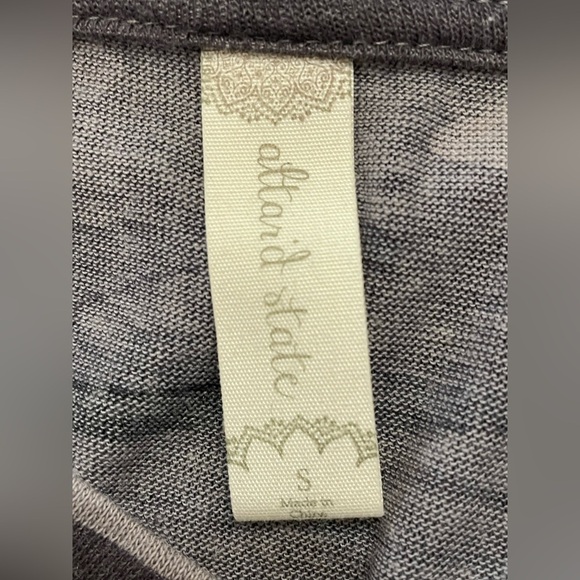 altar'd state
S
Made in
China